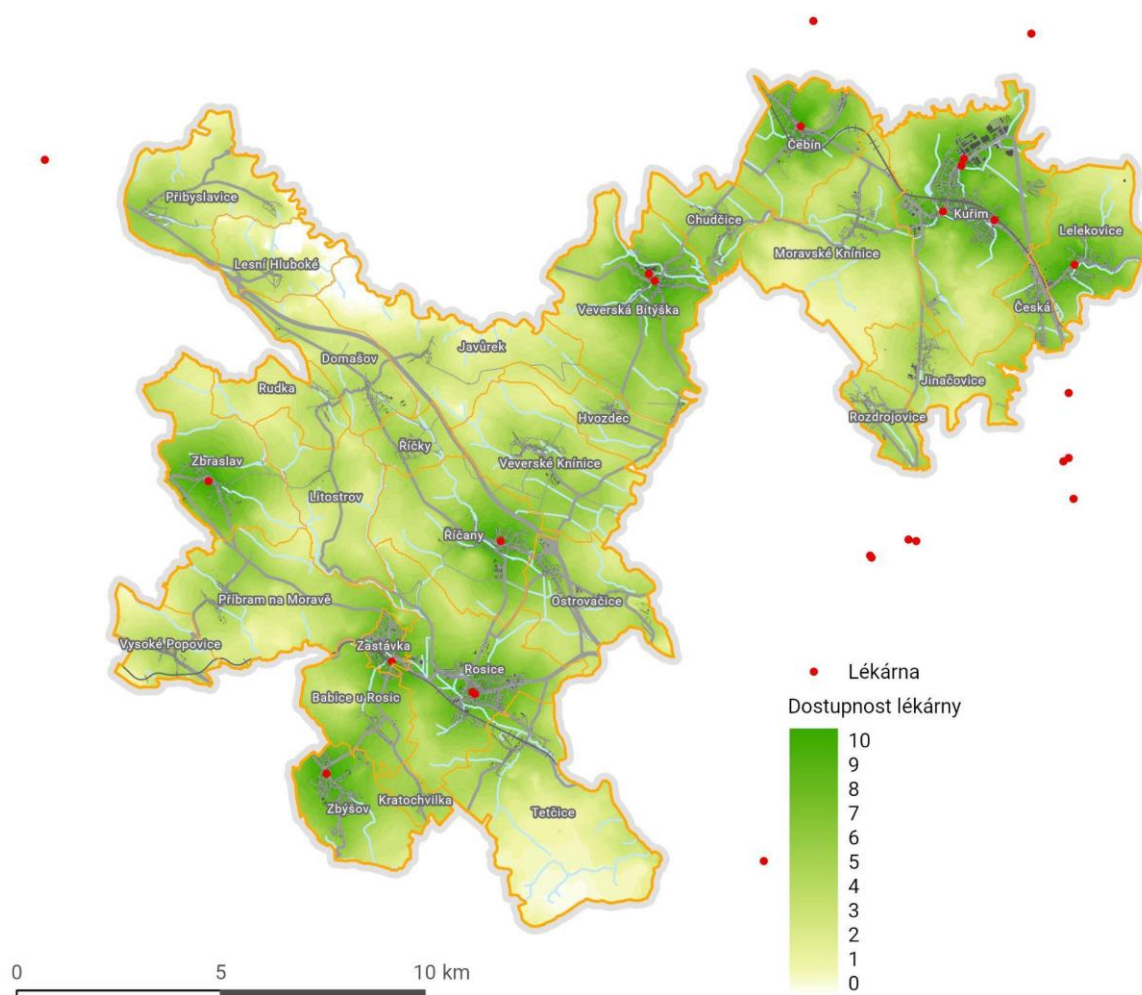 Čebín
Přibyslavice
Kuřim
Chudčice
Lelekovice
Moravské Knínice
Lesní Hluboké
Česká
Veverská Bítýška
Javůrek
Domašov
Jinačovice
Rudka
Hvozdec
Rozdrojovice
Říčky
Veverské Knínice
Zbraslav
Litostrov
Říčany
Příbram na Moravě
Ostrovačice
Vysoké Popovice
Zastávka
Rosice
Lékárna
Babice u Rosic
Dostupnost lékárny
10
9
8
7
6
5
4
3
2
1
0
Kratochvilka
Zbýšov
Tetčice
0 5 10 km